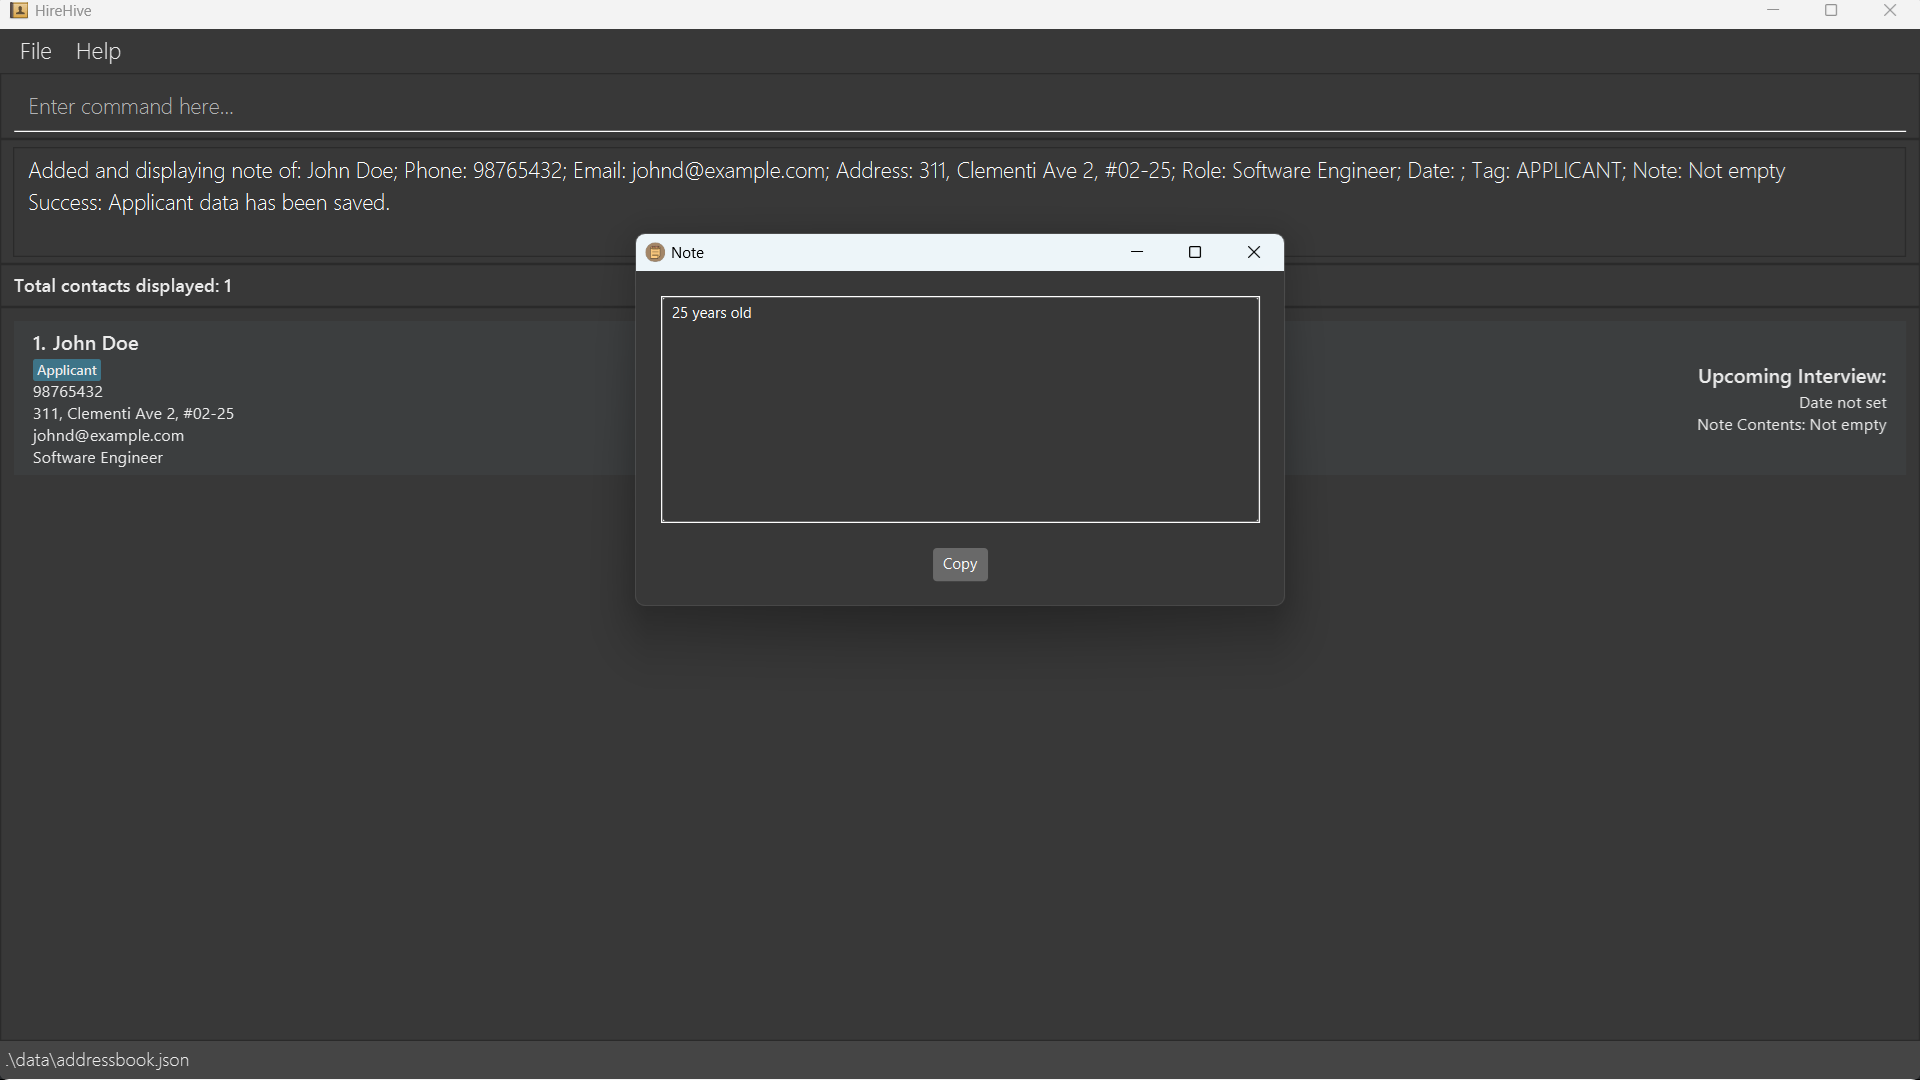 HireHive
File Help
Enter command here...
Added and displaying note of: John Doe; Phone: 98765432; Email: johnd@example.com; Address: 311, Clementi Ave 2, #02-25; Role: Software Engineer; Date: ; Tag: APPLICANT; Note: Not empty
Success: Applicant data has been saved.
Note
25 years old
Copy
Total contacts displayed: 1
1. John Doe
Applicant
98765432
311, Clementi Ave 2, #02-25
johnd@example.com
Software Engineer
Upcoming Interview:
Date not set
Note Contents: Not empty
.\data\addressbook.json